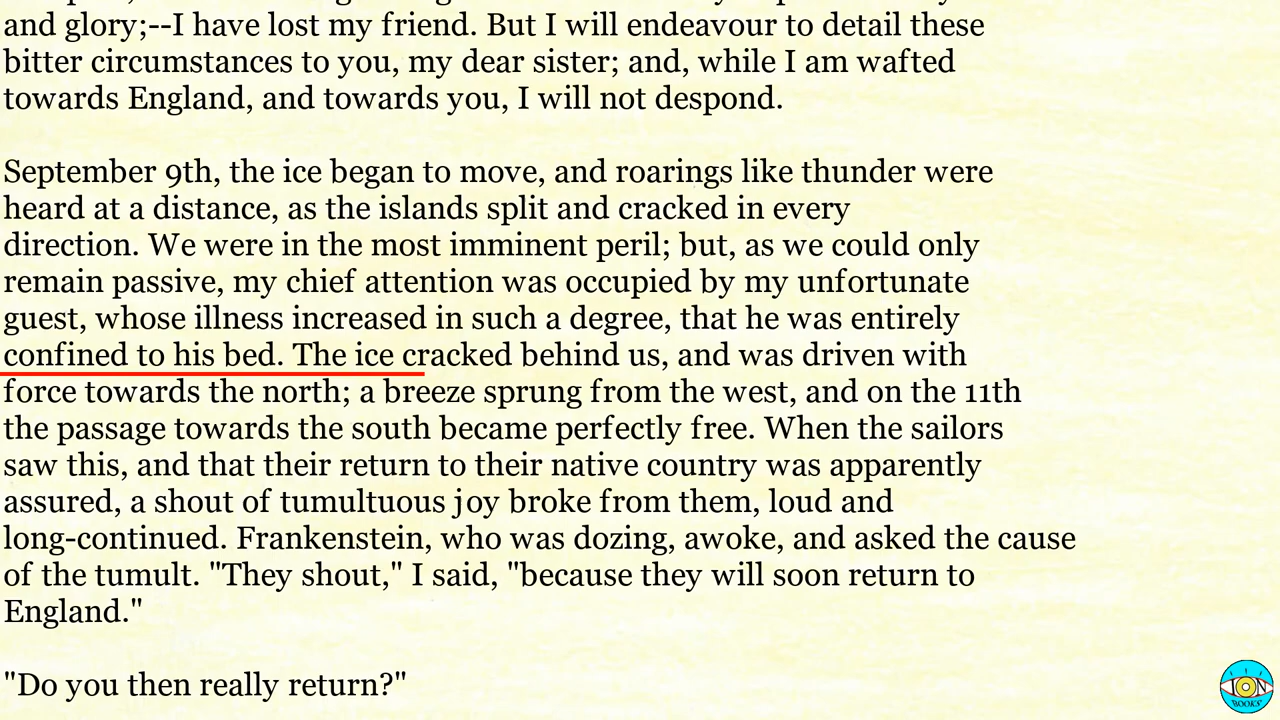 and glory;--I have lost my friend. But I will endeavour to detail these
bitter circumstances to you, my dear sister; and, while I am wafted
towards England, and towards you, I will not despond.
September 9th, the ice began to move, and roarings like thunder were
heard at a distance, as the islands split and cracked in every
direction. We were in the most imminent peril; but, as we could only
remain passive, my chief attention was occupied by my unfortunate
guest, whose illness increased in such a degree, that he was entirely
confined to his bed. The ice cracked behind us, and was driven with
force towards the north; a breeze sprung from the west, and on the 11th
the passage towards the south became perfectly free. When the sailors
saw this, and that their return to their native country was apparently
assured, a shout of tumultuous joy broke from them, loud and
long-continued. Frankenstein, who was dozing, awoke, and asked the cause
of the tumult. "They shout," I said, "because they will soon return to
England."
"Do you then really return?"
ION
BOOKS